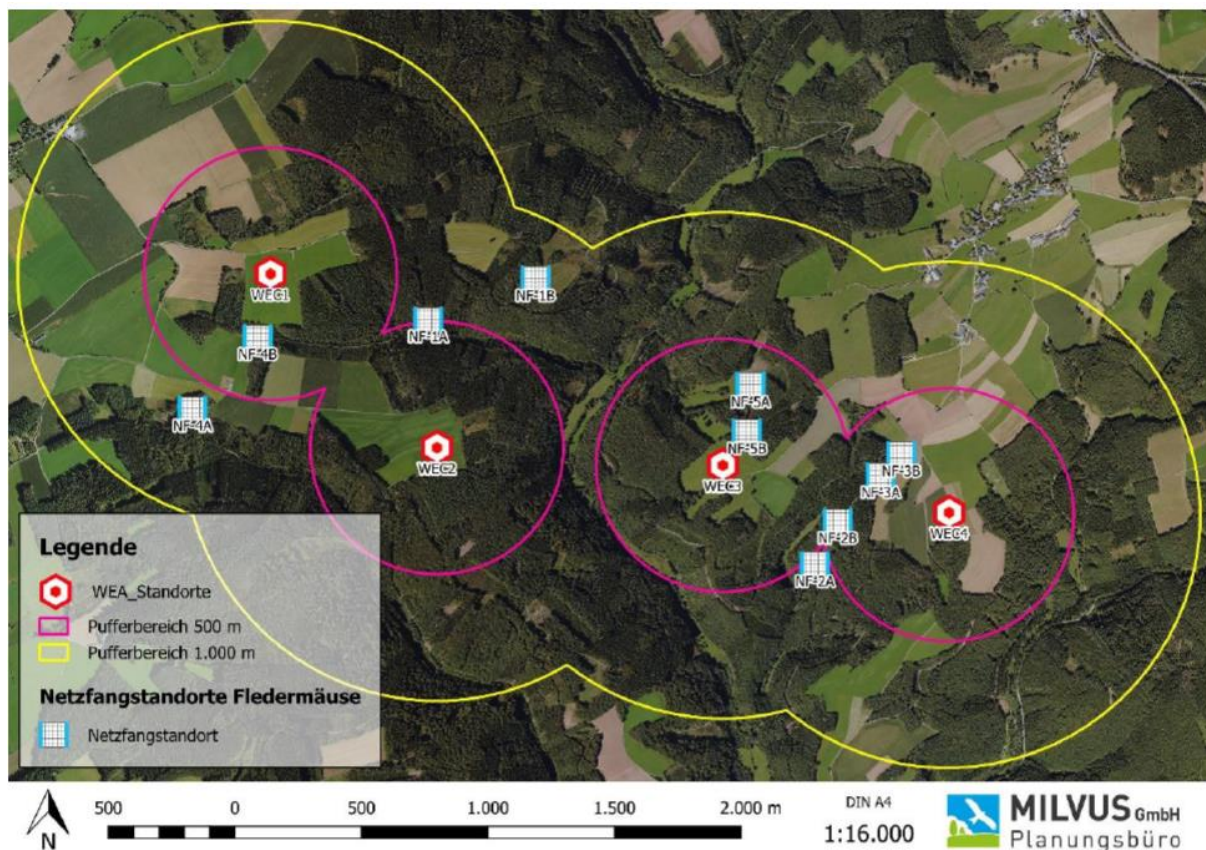 WEC1
NF-1B
NF-1A
NF-4B
NF-4A
NF-5A
WEC2
NF-5B
WEC3
NF-3B
NF-3A
NF-2B
WEC4
NF-2A
Legende
WEA_Standorte
Pufferbereich 500 m
Pufferbereich 1.000 m
Netzfangstandorte Fledermäuse
Netzfangstandort
N
500 0 500 1.000 1.500 2.000 m
DIN A4
1:16.000
MILVUS GmbH
Planungsbüro